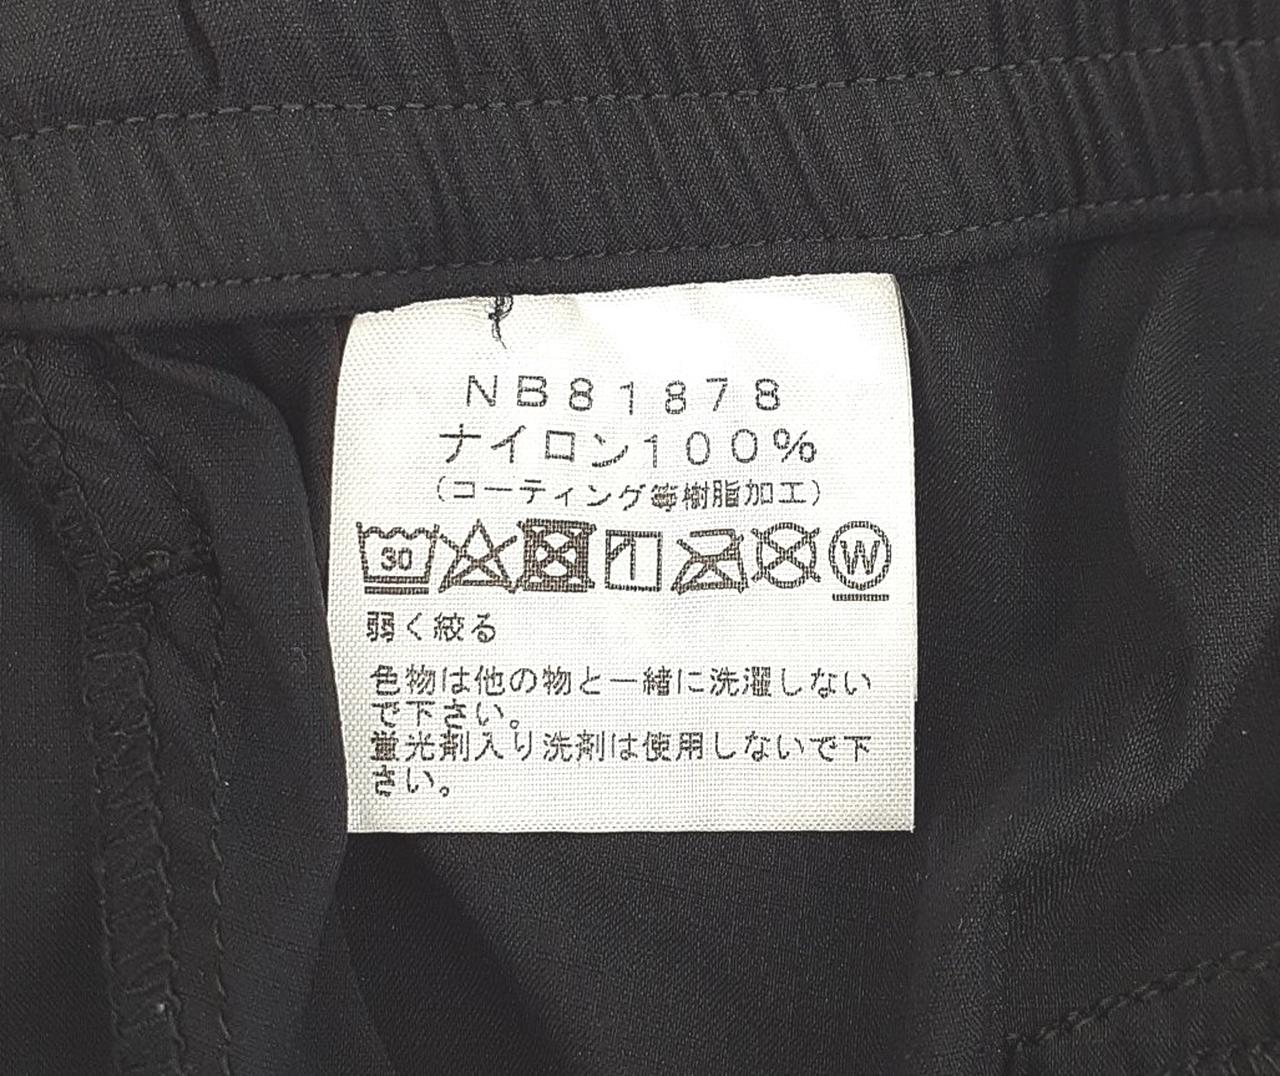 NB81878
ナイロン100%
(コーティング等樹脂加工)
30 W
弱く絞る
色物は他の物と一緒に洗濯しない
で下さい。
蛍光剤入り洗剤は使用しないで下
さい。